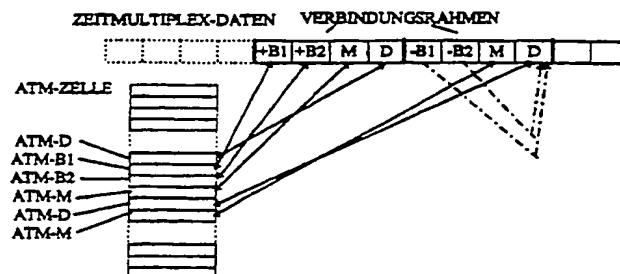 ZEITMULTIPLEX-DATEN VERBINDUNGSRAHMEN
+B1 +B2 M D -B1 -B2 M D
ATM-ZELLE
ATM-D
ATM-B1
ATM-B2
ATM-M
ATM-D
ATM-M